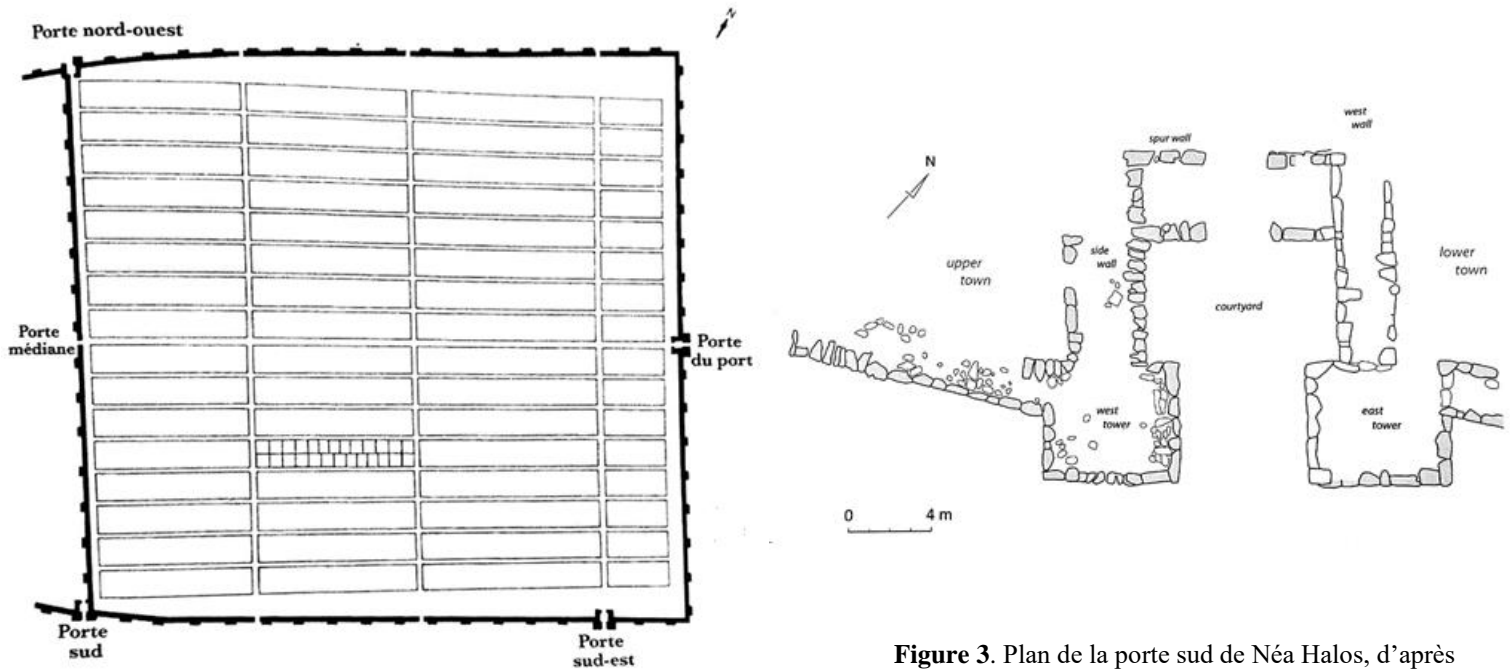 N
Porte nord-ouest
Porte
médiane
Porte
du port
Porte
sud
Porte
sud-est
west
wall
spur wall
N
upper
town
side
wall
lower
town
courtyard
west
tower
east
tower
0 4 m
Figure 3. Plan de la porte sud de Néa Halos, d'après